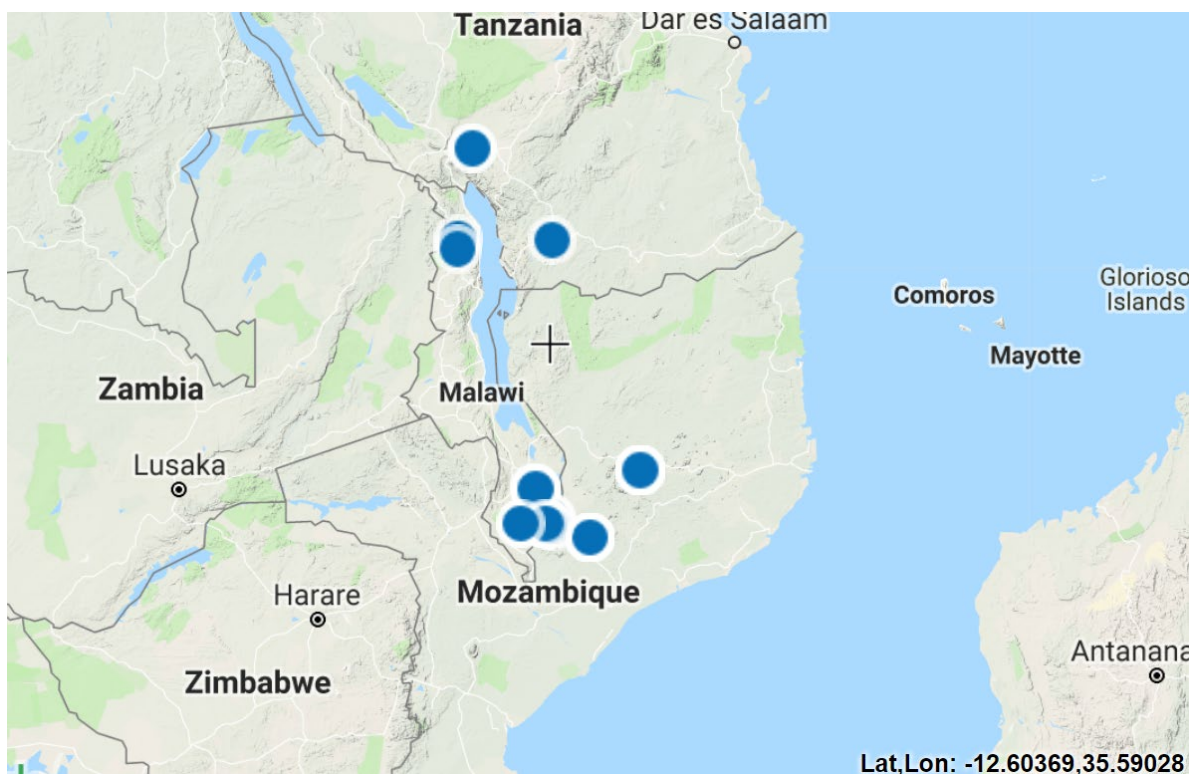 Tanzania
Dar es Salaam
Comoros
Glorioso
Islands
Mayotte
Zambia
Malawi
Lusaka
Harare
Mozambique
Zimbabwe
Antanana
Lat,Lon: -12.60369,35.59028